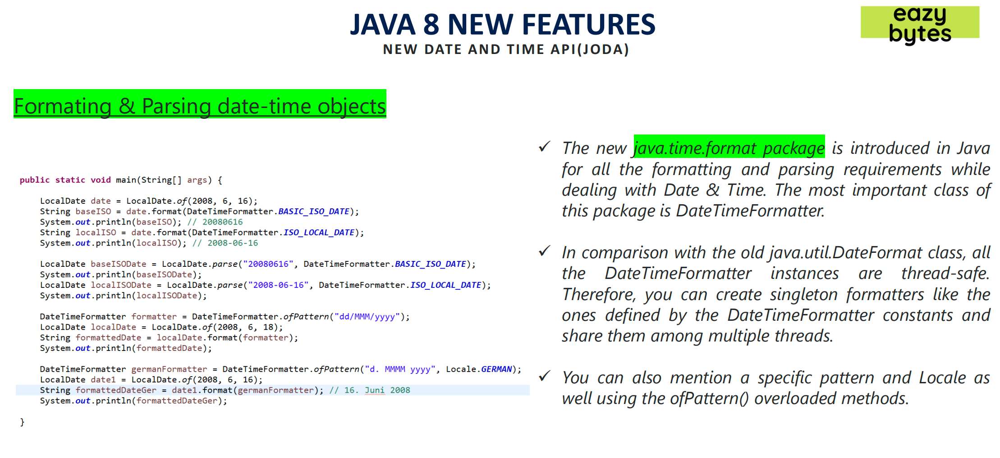 JAVA 8 NEW FEATURES
NEW DATE AND TIME API(JODA)
eazy
bytes
Formating & Parsing date-time objects
public static void main(String[] args) {
LocalDate date = LocalDate.of(2008, 6, 16);
String baseISO = date.format(DateTimeFormatter.BASIC_ISO_DATE);
System.out.println(baseISO); // 20080616
String localISO = date.format(DateTimeFormatter.ISO_LOCAL_DATE);
System.out.println(localISO); // 2008-06-16
LocalDate baseISODate = LocalDate.parse("20080616", DateTimeFormatter.BASIC_ISO_DATE);
System.out.println(baseISODate);
LocalDate localISODate = LocalDate.parse("2008-06-16", DateTimeFormatter.ISO_LOCAL_DATE);
System.out.println(localISODate);
DateTimeFormatter formatter = DateTimeFormatter.ofPattern("dd/MMM/yyyy");
LocalDate localDate = LocalDate.of(2008, 6, 18);
String formattedDate = localDate.format(formatter);
System.out.println(formattedDate);
DateTimeFormatter germanFormatter = DateTimeFormatter.ofPattern("d. MMMM yyyy", Locale.GERMAN);
LocalDate date1 = LocalDate.of(2008, 6, 16);
String formattedDateGer = date1.format(germanFormatter); // 16. Juni 2008
System.out.println(formattedDateGer);
}
✓ The new java.time.format package is introduced in Java
for all the formatting and parsing requirements while
dealing with Date & Time. The most important class of
this package is DateTimeFormatter.
✓ In comparison with the old java.util.DateFormat class, all
the DateTimeFormatter instances are thread-safe.
Therefore, you can create singleton formatters like the
ones defined by the DateTimeFormatter constants and
share them among multiple threads.
✓ You can also mention a specific pattern and Locale as
well using the ofPattern() overloaded methods.